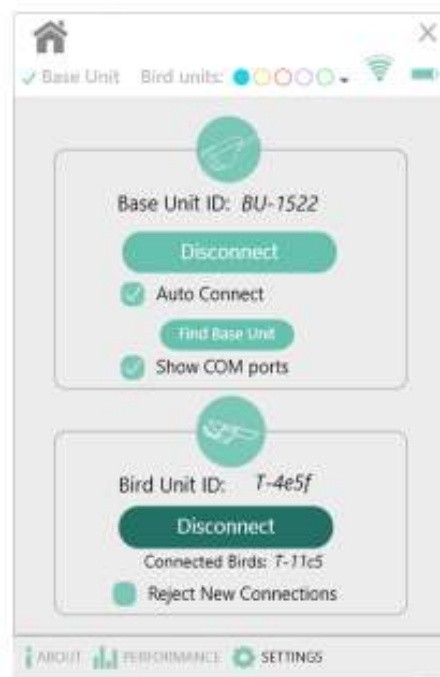 Base Unit Bird units:
Base Unit ID: BU-1522
Disconnect
Auto Connect
Find Base Unit
Show COM ports
Bird Unit ID: T-4e5f
Disconnect
Connected Birds: T-11c5
Reject New Connections
ABOUT PERFORMANCE SETTINGS